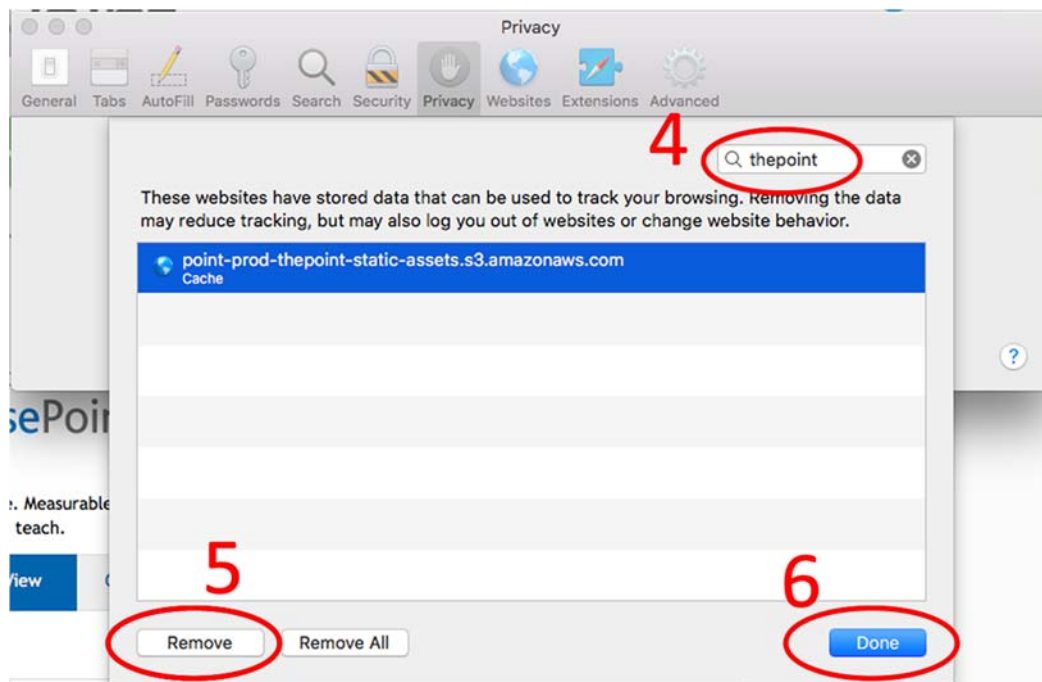 Privacy
General Tabs AutoFill Passwords Search Security Privacy Websites Extensions Advanced
4
thepoint
These websites have stored data that can be used to track your browsing. Removing the data
may reduce tracking, but may also log you out of websites or change website behavior.
point-prod-thepoint-static-assets.s3.amazonaws.com
Cache
?
sePoin
e. Measurable
teach.
View
5
6
Remove
Remove All
Done